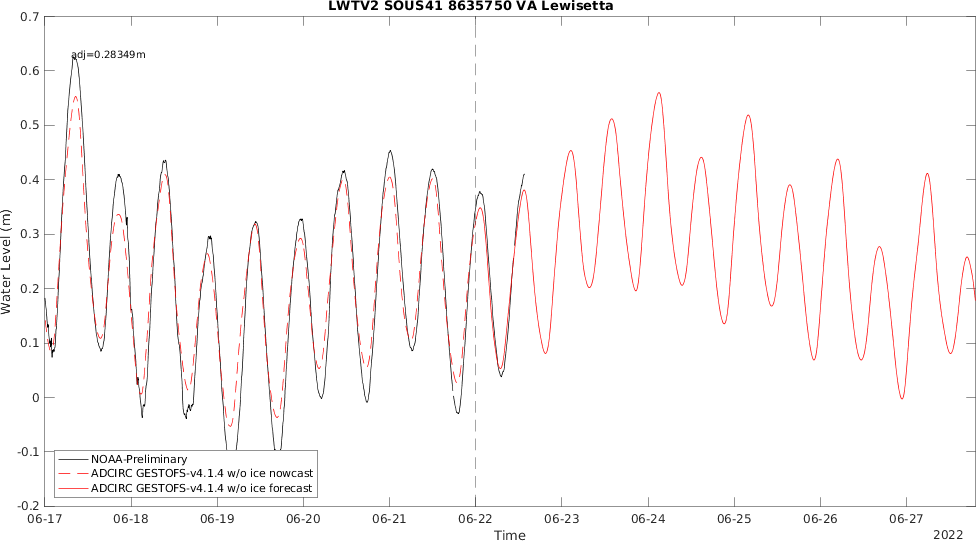 LWTV2 SOUS41 8635750 VA Lewisetta
adj=0.28349m
Water Level (m)
0.7
0.6
0.5
0.4
0.3
0.2
0.1
0
-0.1
-0.2
NOAA-Preliminary
ADCIRC GESTOFS-v4.1.4 w/o ice nowcast
ADCIRC GESTOFS-v4.1.4 w/o ice forecast
06-17 06-18 06-19 06-20 06-21 06-22 06-23 06-24 06-25 06-26 06-27
Time
2022